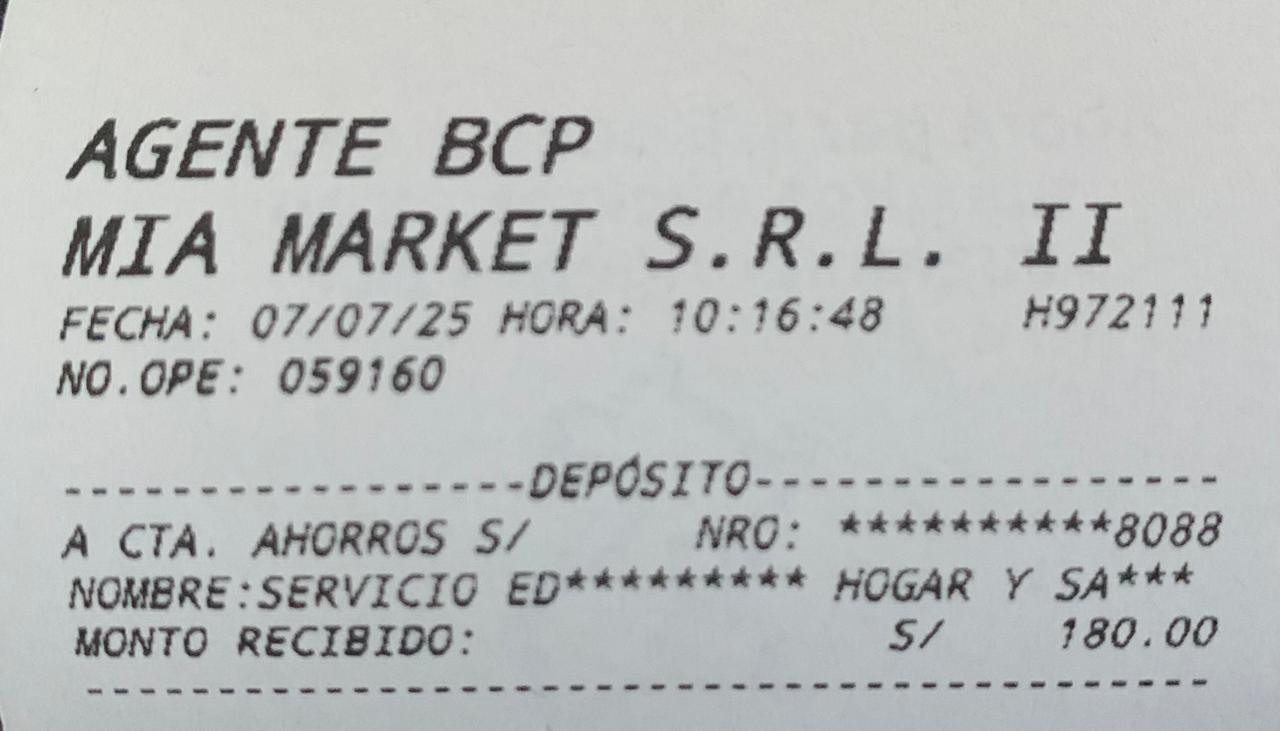 AGENTE BCP
MIA MARKET S.R.L. II
FECHA: 07/07/25 HORA: 10:16:48 H972111
NO.OPE: 059160
-----------------DEPÓSITO-----------------
A CTA. AHORROS S/ NRO: **********8088
NOMBRE:SERVICIO ED********* HOGAR Y SA***
MONTO RECIBIDO: S/ 180.00
------------------------------------------